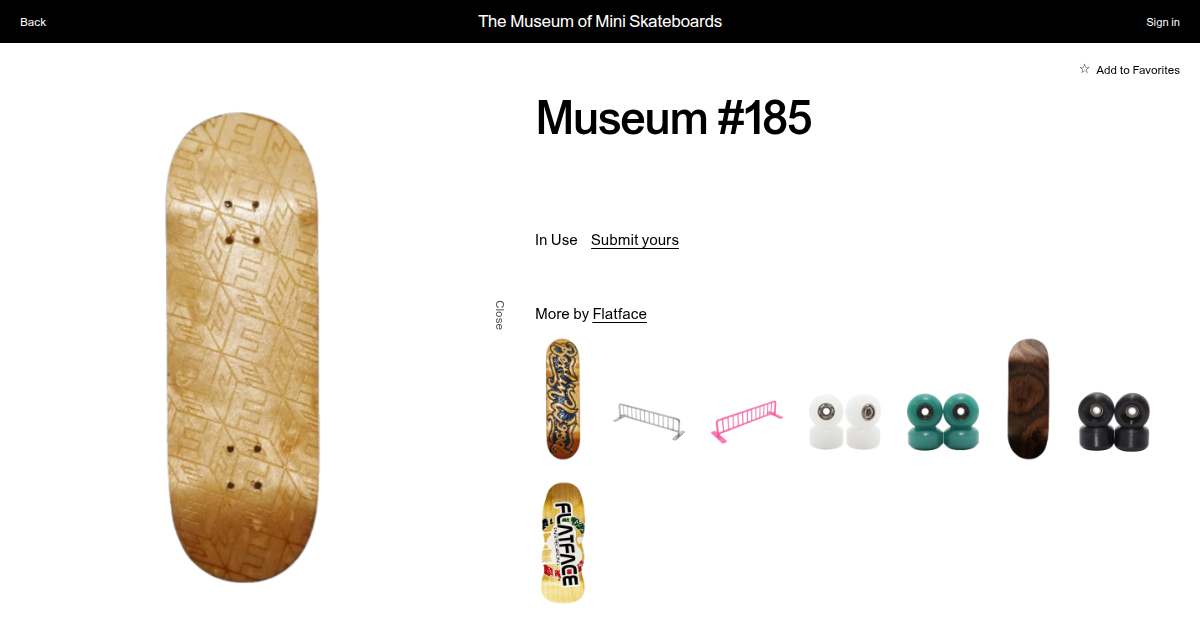 Back
The Museum of Mini Skateboards
Sign in
☆ Add to Favorites
Museum #185
In Use Submit yours
Close
More by Flatface
FLATFACE